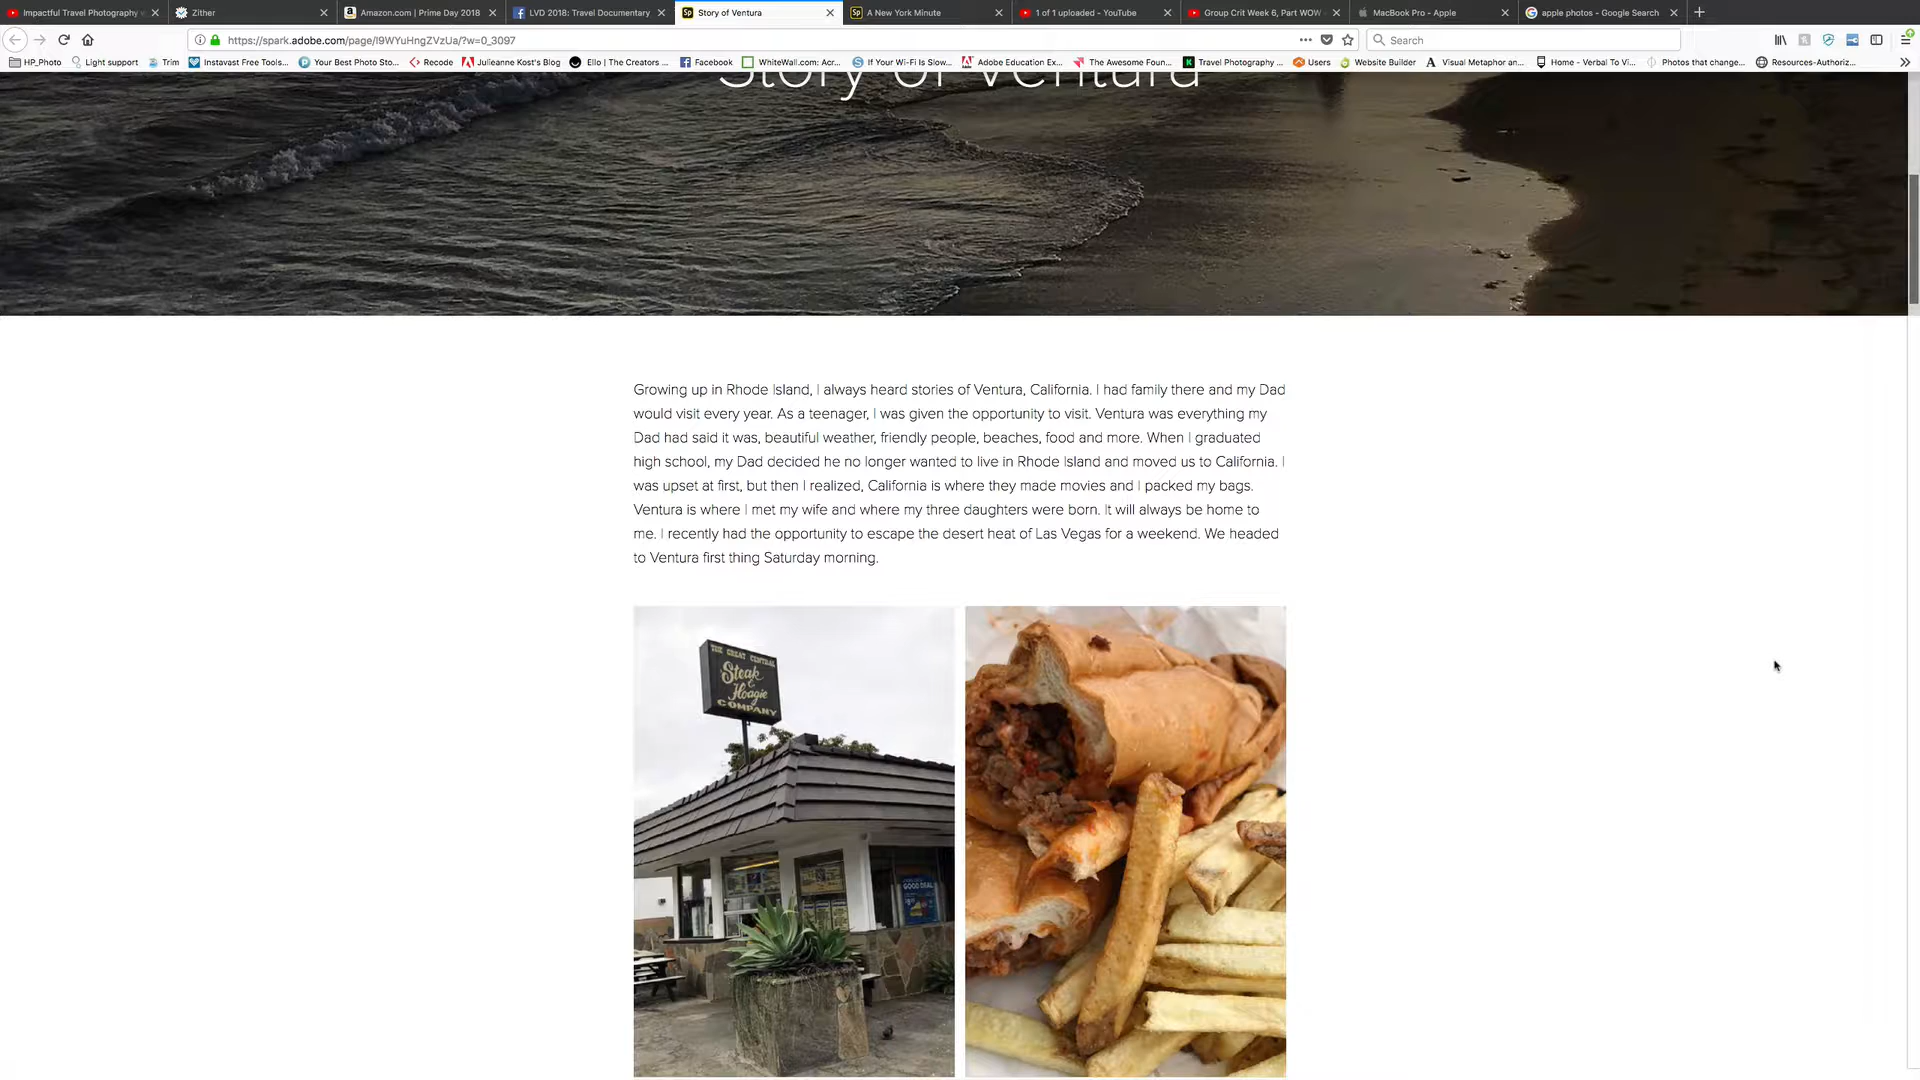 Impactful Travel Photography
Zither
Amazon.com | Prime Day 2018
LVD 2018: Travel Documentary
Story of Ventura
A New York Minute
1 of 1 uploaded - YouTube
Group Crit Week 6, Part WOW -
MacBook Pro - Apple
apple photos - Google Search
https://spark.adobe.com/page/I9WYuHngZVzUa/?w=0_3097
Search
HP_Photo
Light support
Trim
Instavast Free Tools...
Your Best Photo Sto...
Recode
Julieanne Kost's Blog
Ello | The Creators ...
Facebook
WhiteWall.com: Acr...
If Your Wi-Fi Is Slow...
Adobe Education Ex...
The Awesome Foun...
Travel Photography ...
Users
Website Builder
Visual Metaphor an...
Home - Verbal To Vi...
Photos that change...
Resources-Authoriz...
Story of Ventura
Growing up in Rhode Island, I always heard stories of Ventura, California. I had family there and my Dad
would visit every year. As a teenager, I was given the opportunity to visit. Ventura was everything my
Dad had said it was, beautiful weather, friendly people, beaches, food and more. When I graduated
high school, my Dad decided he no longer wanted to live in Rhode Island and moved us to California. I
was upset at first, but then I realized, California is where they made movies and I packed my bags.
Ventura is where I met my wife and where my three daughters were born. It will always be home to
me. I recently had the opportunity to escape the desert heat of Las Vegas for a weekend. We headed
to Ventura first thing Saturday morning.
THE GREAT CENTRAL
Steak
&
Hoagie
COMPANY
GOOD DEAL